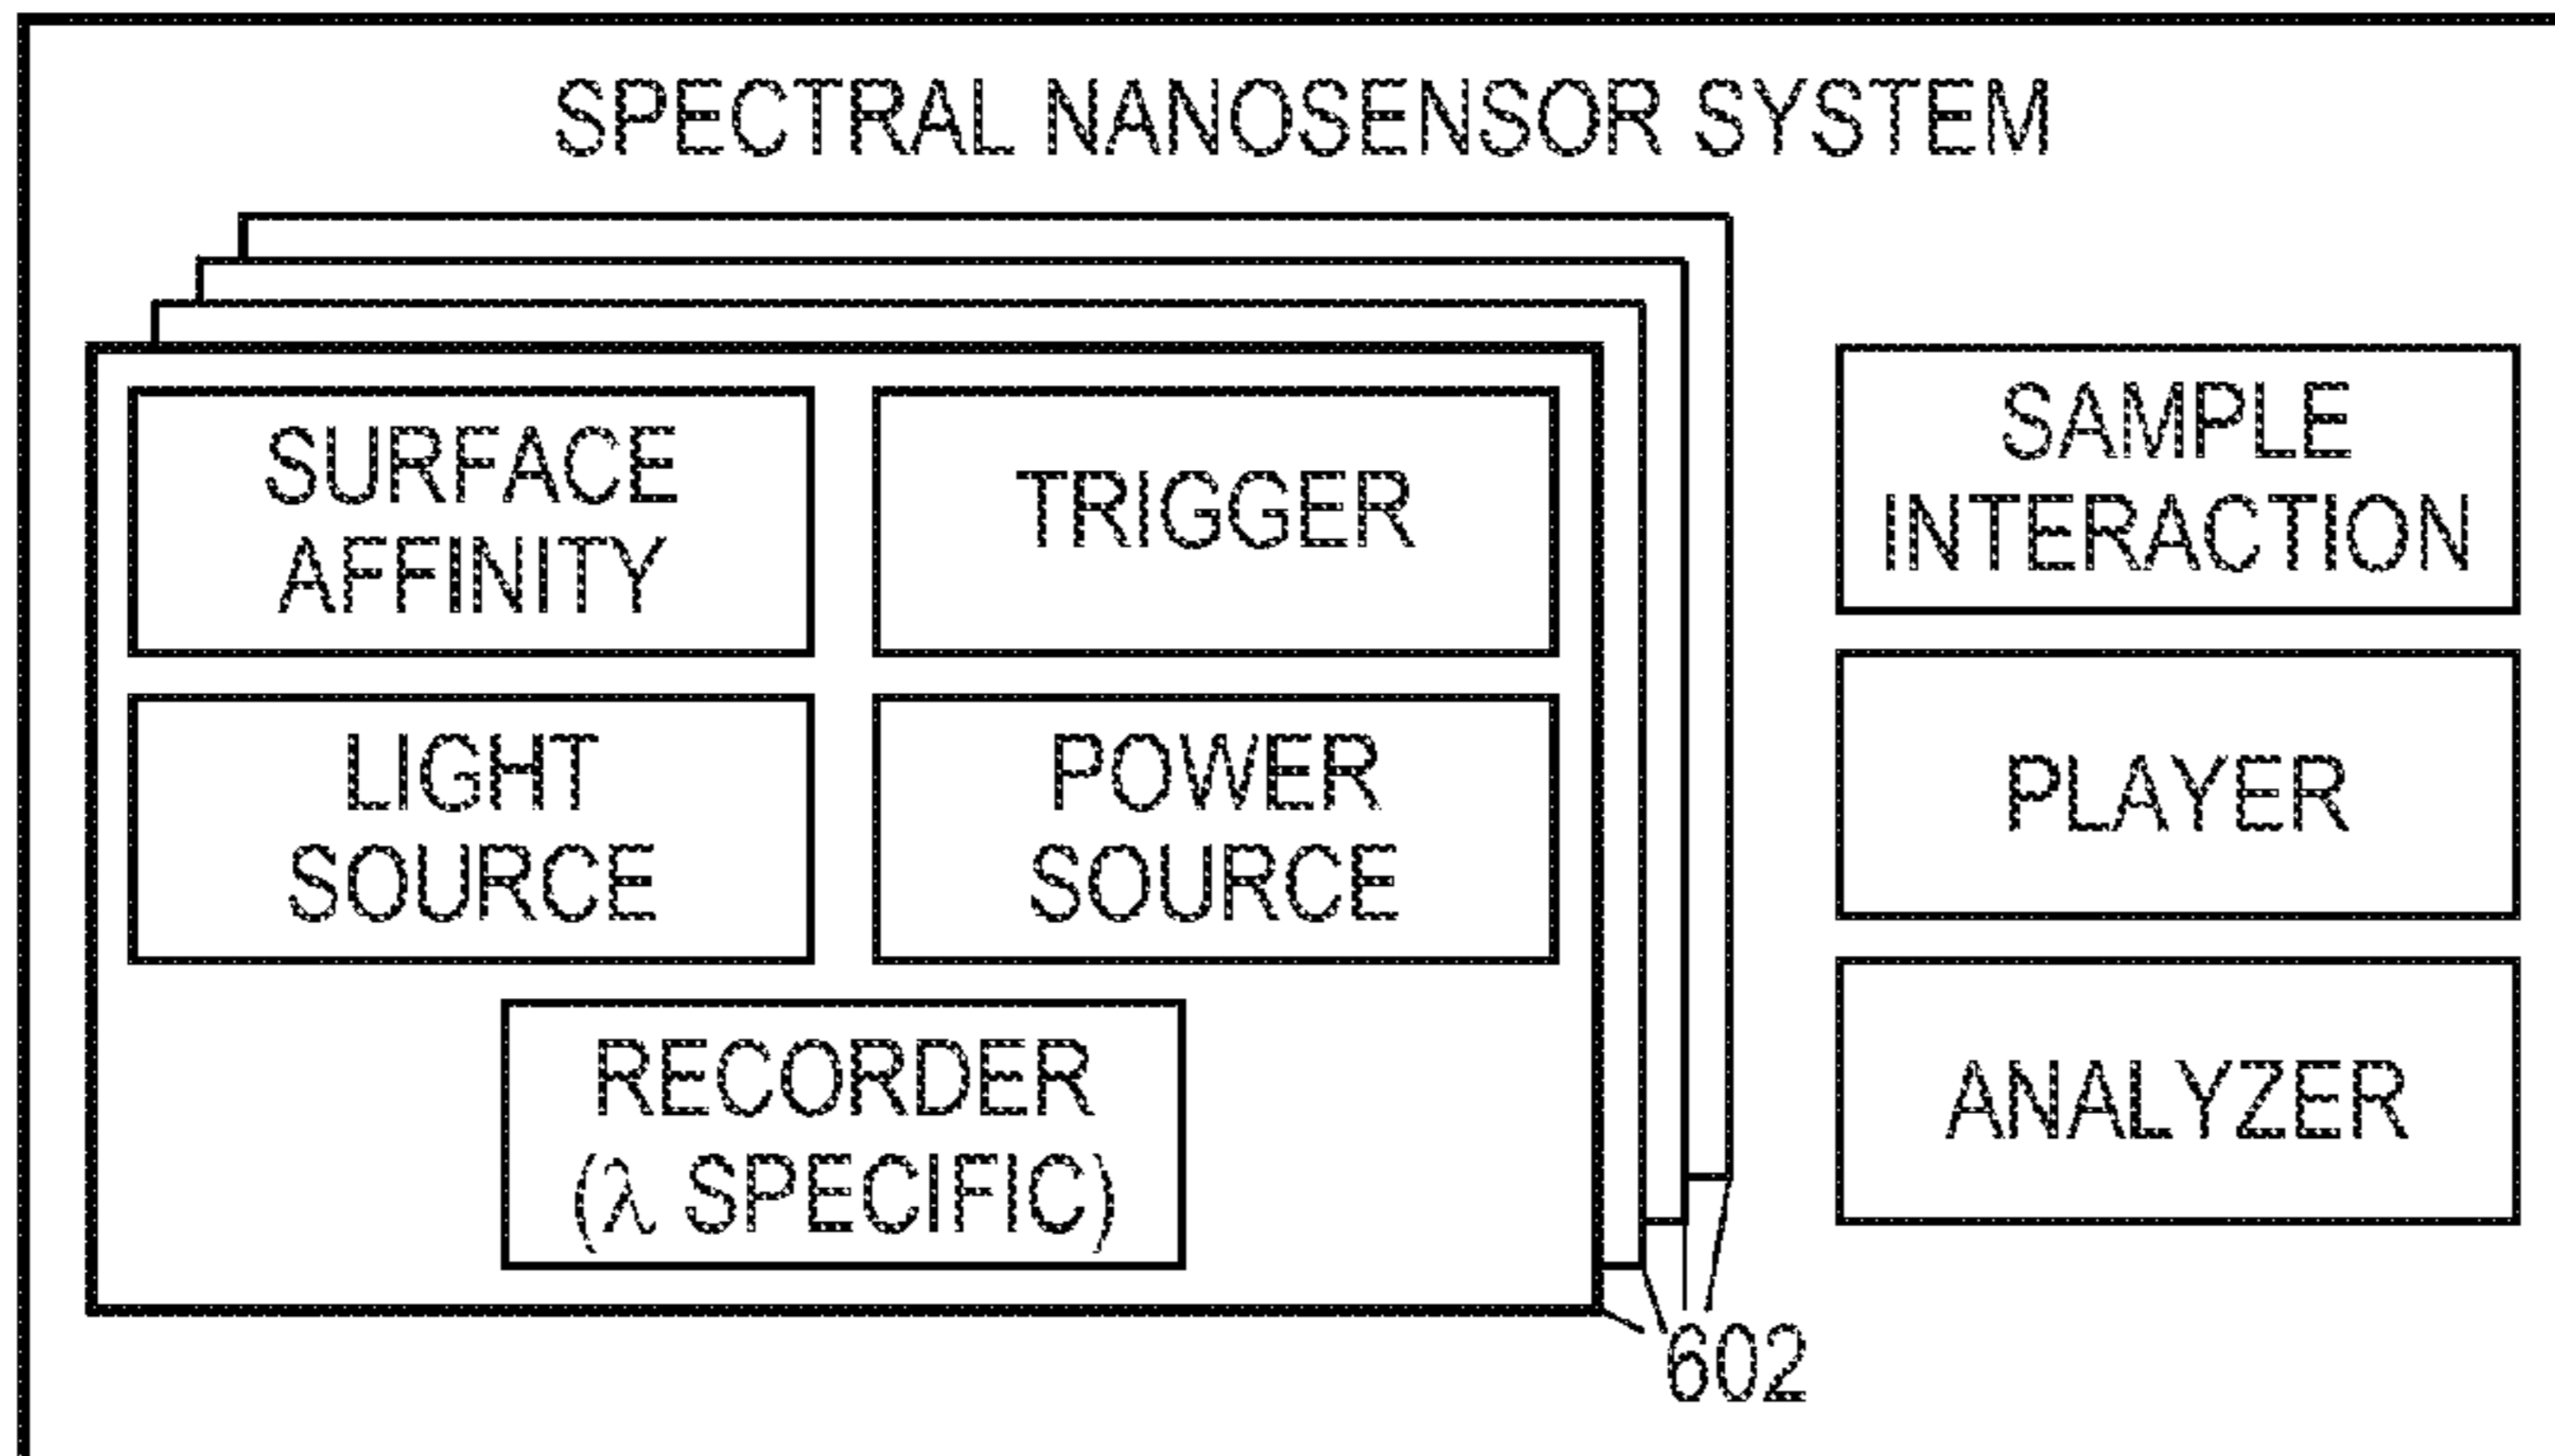 SPECTRAL NANOSENSOR SYSTEM
SURFACE
AFFINITY
TRIGGER
LIGHT
SOURCE
POWER
SOURCE
RECORDER
(λ SPECIFIC)
SAMPLE
INTERACTION
PLAYER
ANALYZER
602